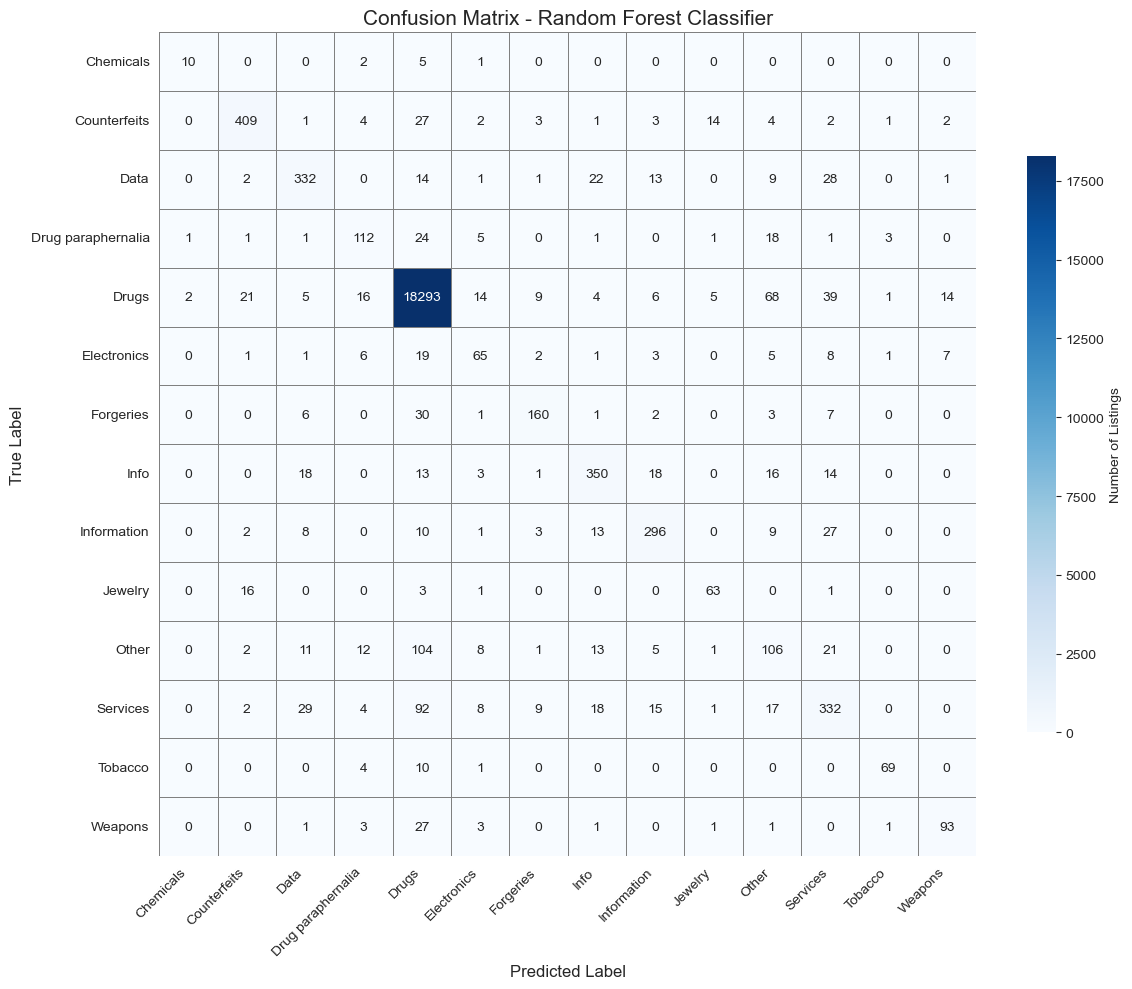 Confusion Matrix - Random Forest Classifier
True Label
Chemicals 10 0 0 2 5 1 0 0 0 0 0 0 0 0
Counterfeits 0 409 1 4 27 2 3 1 3 14 4 2 1 2
Data 0 2 332 0 14 1 1 22 13 0 9 28 0 1
Drug paraphernalia 1 1 1 112 24 5 0 1 0 1 18 1 3 0
Drugs 2 21 5 16 18293 14 9 4 6 5 68 39 1 14
Electronics 0 1 1 6 19 65 2 1 3 0 5 8 1 7
Forgeries 0 0 6 0 30 1 160 1 2 0 3 7 0 0
Info 0 0 18 0 13 3 1 350 18 0 16 14 0 0
Information 0 2 8 0 10 1 3 13 296 0 9 27 0 0
Jewelry 0 16 0 0 3 1 0 0 0 63 0 1 0 0
Other 0 2 11 12 104 8 1 13 5 1 106 21 0 0
Services 0 2 29 4 92 8 9 18 15 1 17 332 0 0
Tobacco 0 0 0 4 10 1 0 0 0 0 0 0 69 0
Weapons 0 0 1 3 27 3 0 1 0 1 1 0 1 93
Chemicals Counterfeits Data Drug paraphernalia Drugs Electronics Forgeries Info Information Jewelry Other Services Tobacco Weapons
Predicted Label
17500
15000
12500
10000
7500
5000
2500
0
Number of Listings